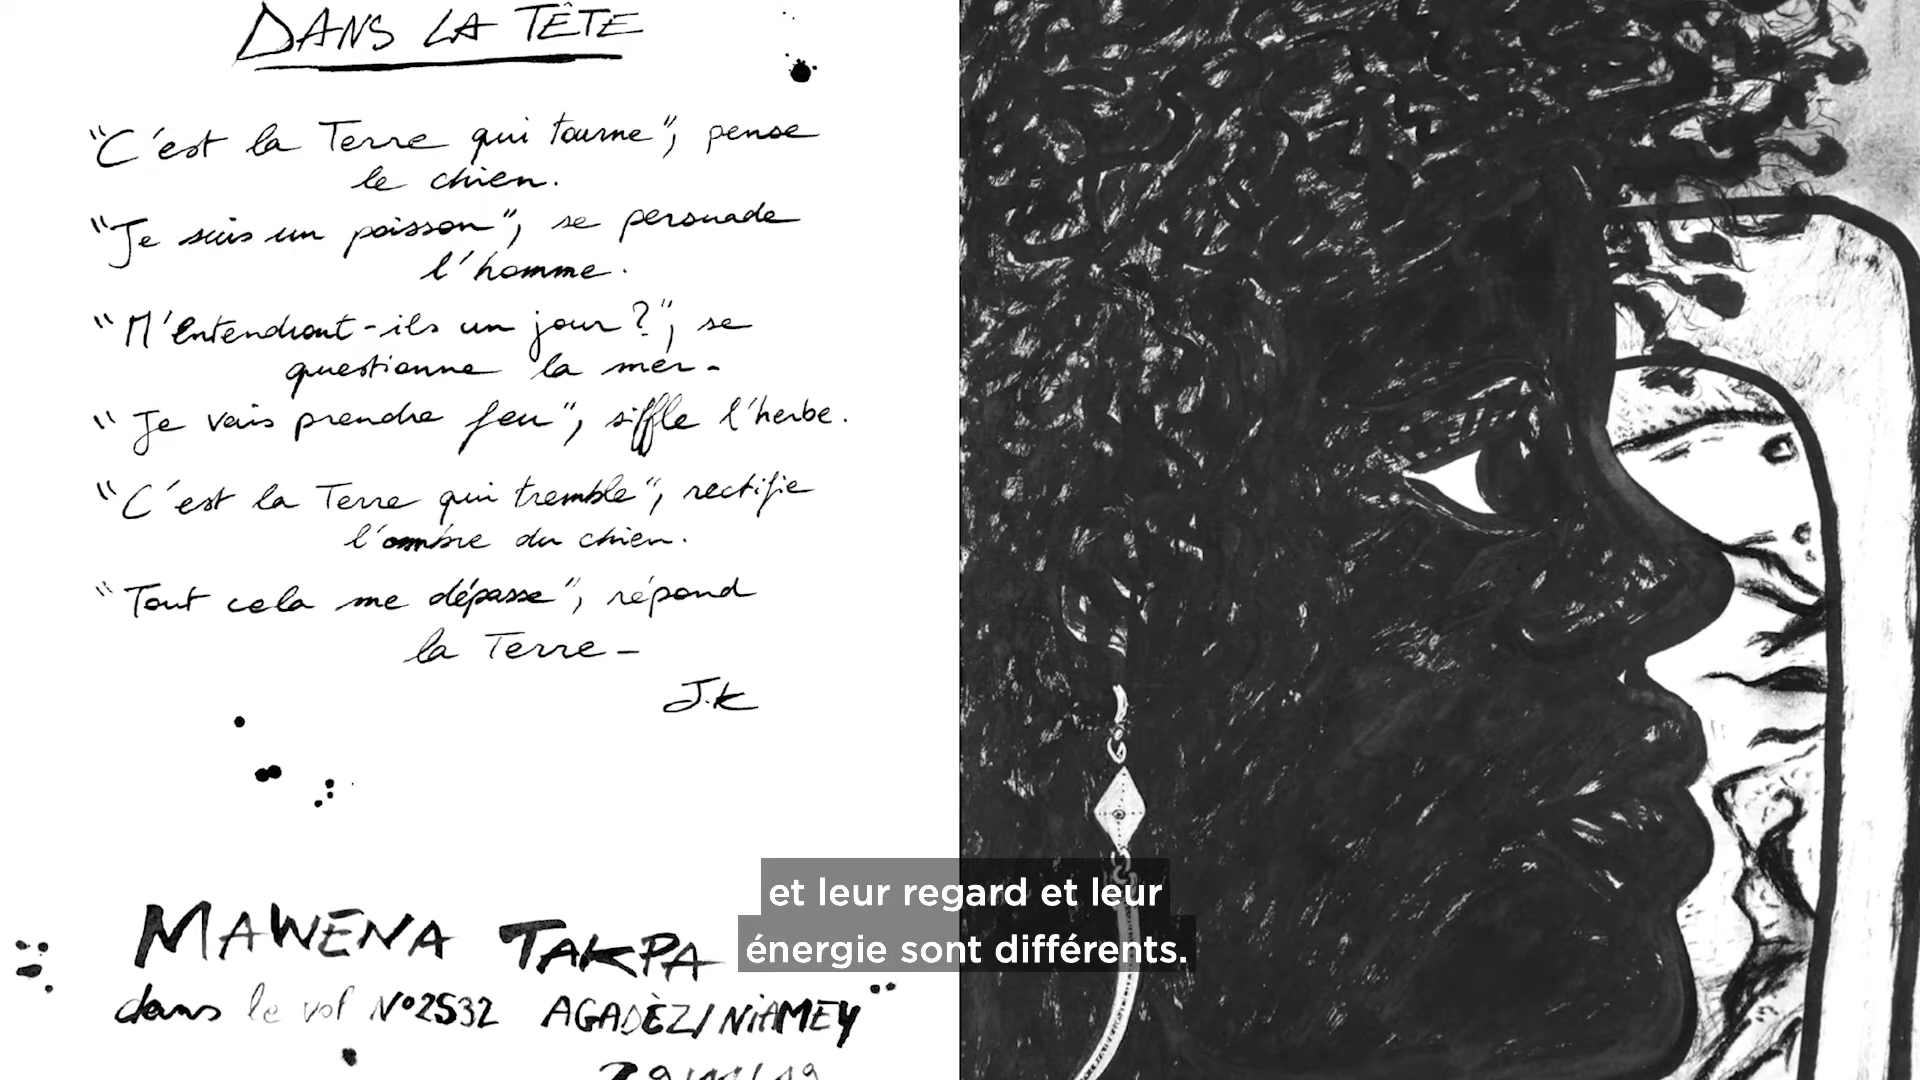 DANS LA TÊTE
"C'est la Terre qui tourne", pense
le chien.
"Je suis un poisson", se persuade
l'homme.
"M'entendront-ils un jour ?", se
questionne la mer-
"Je vais prendre feu", siffle l'herbe.
"C'est la Terre qui tremble", rectifie
l'ombre du chien.
"Tout cela me dépasse", répond
la Terre-
J.K
MAWENA TAKPA
dans le vol N°2532 AGADÈZ/NiAMEY
et leur regard et leur
énergie sont différents.